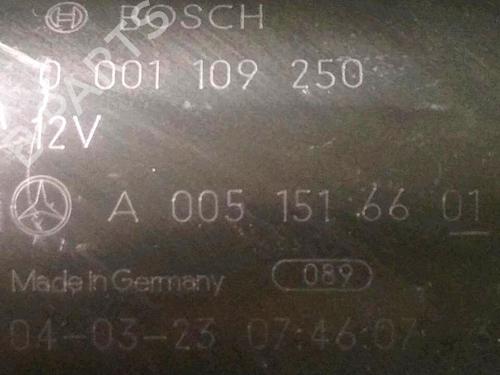 BOSCH
0 001 109 250
12V
A 005 151 66 01
Made in Germany 089
04-03-23 07:46:07